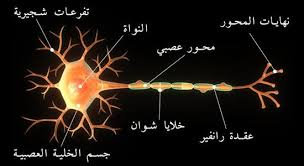 تفرعات شجيرية
نهايات المحور
النواة
محور عصبي
خلايا شوان
عقدة رانفير
جسم الخلية العصبية